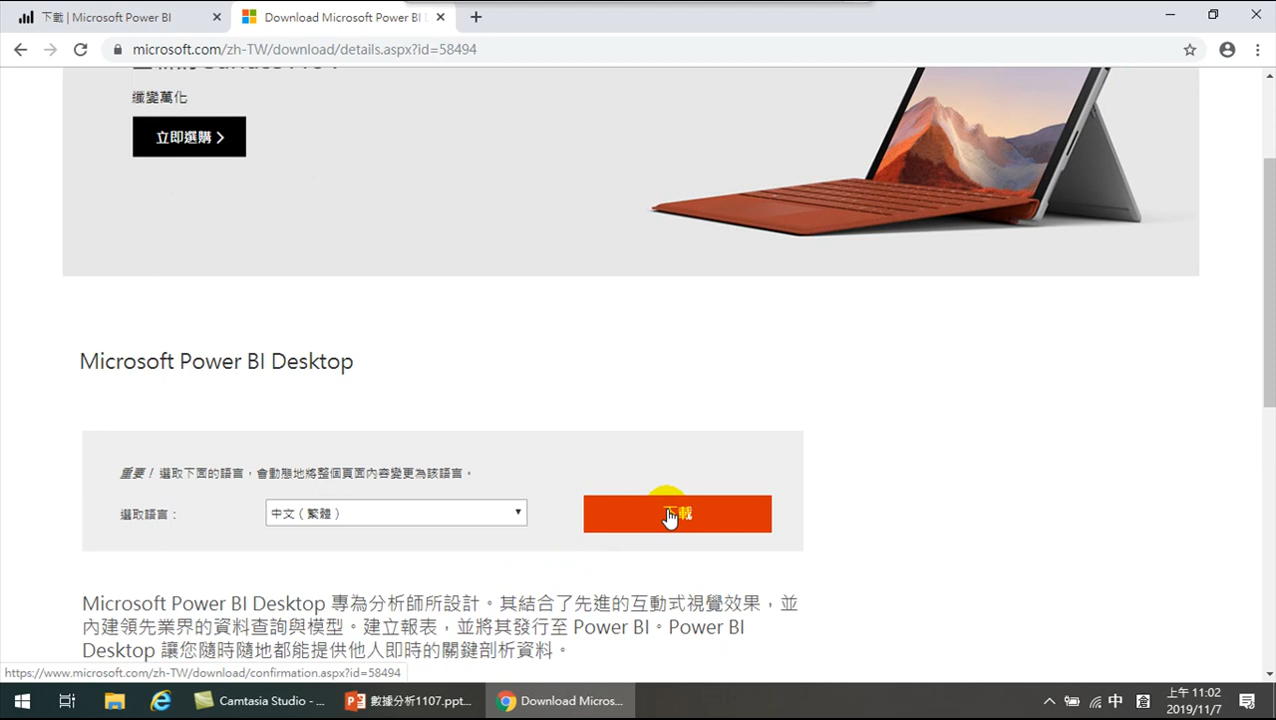 下載 | Microsoft Power BI
Download Microsoft Power BI
microsoft.com/zh-TW/download/details.aspx?id=58494
纖變萬化
立即選購 >
Microsoft Power BI Desktop
重要！選取下面的語言，會動態地將整個頁面內容變更為該語言。
選取語言：
中文（繁體）
下載
Microsoft Power BI Desktop 專為分析師所設計。其結合了先進的互動式視覺效果，並
內建領先業界的資料查詢與模型。建立報表，並將其發行至 Power BI。Power BI
Desktop 讓您隨時隨地都能提供他人即時的關鍵剖析資料。
https://www.microsoft.com/zh-TW/download/confirmation.aspx?id=58494
Camtasia Studio - ...
數據分析1107.ppt...
Download Micros...
中
倉
上午 11:02
2019/11/7